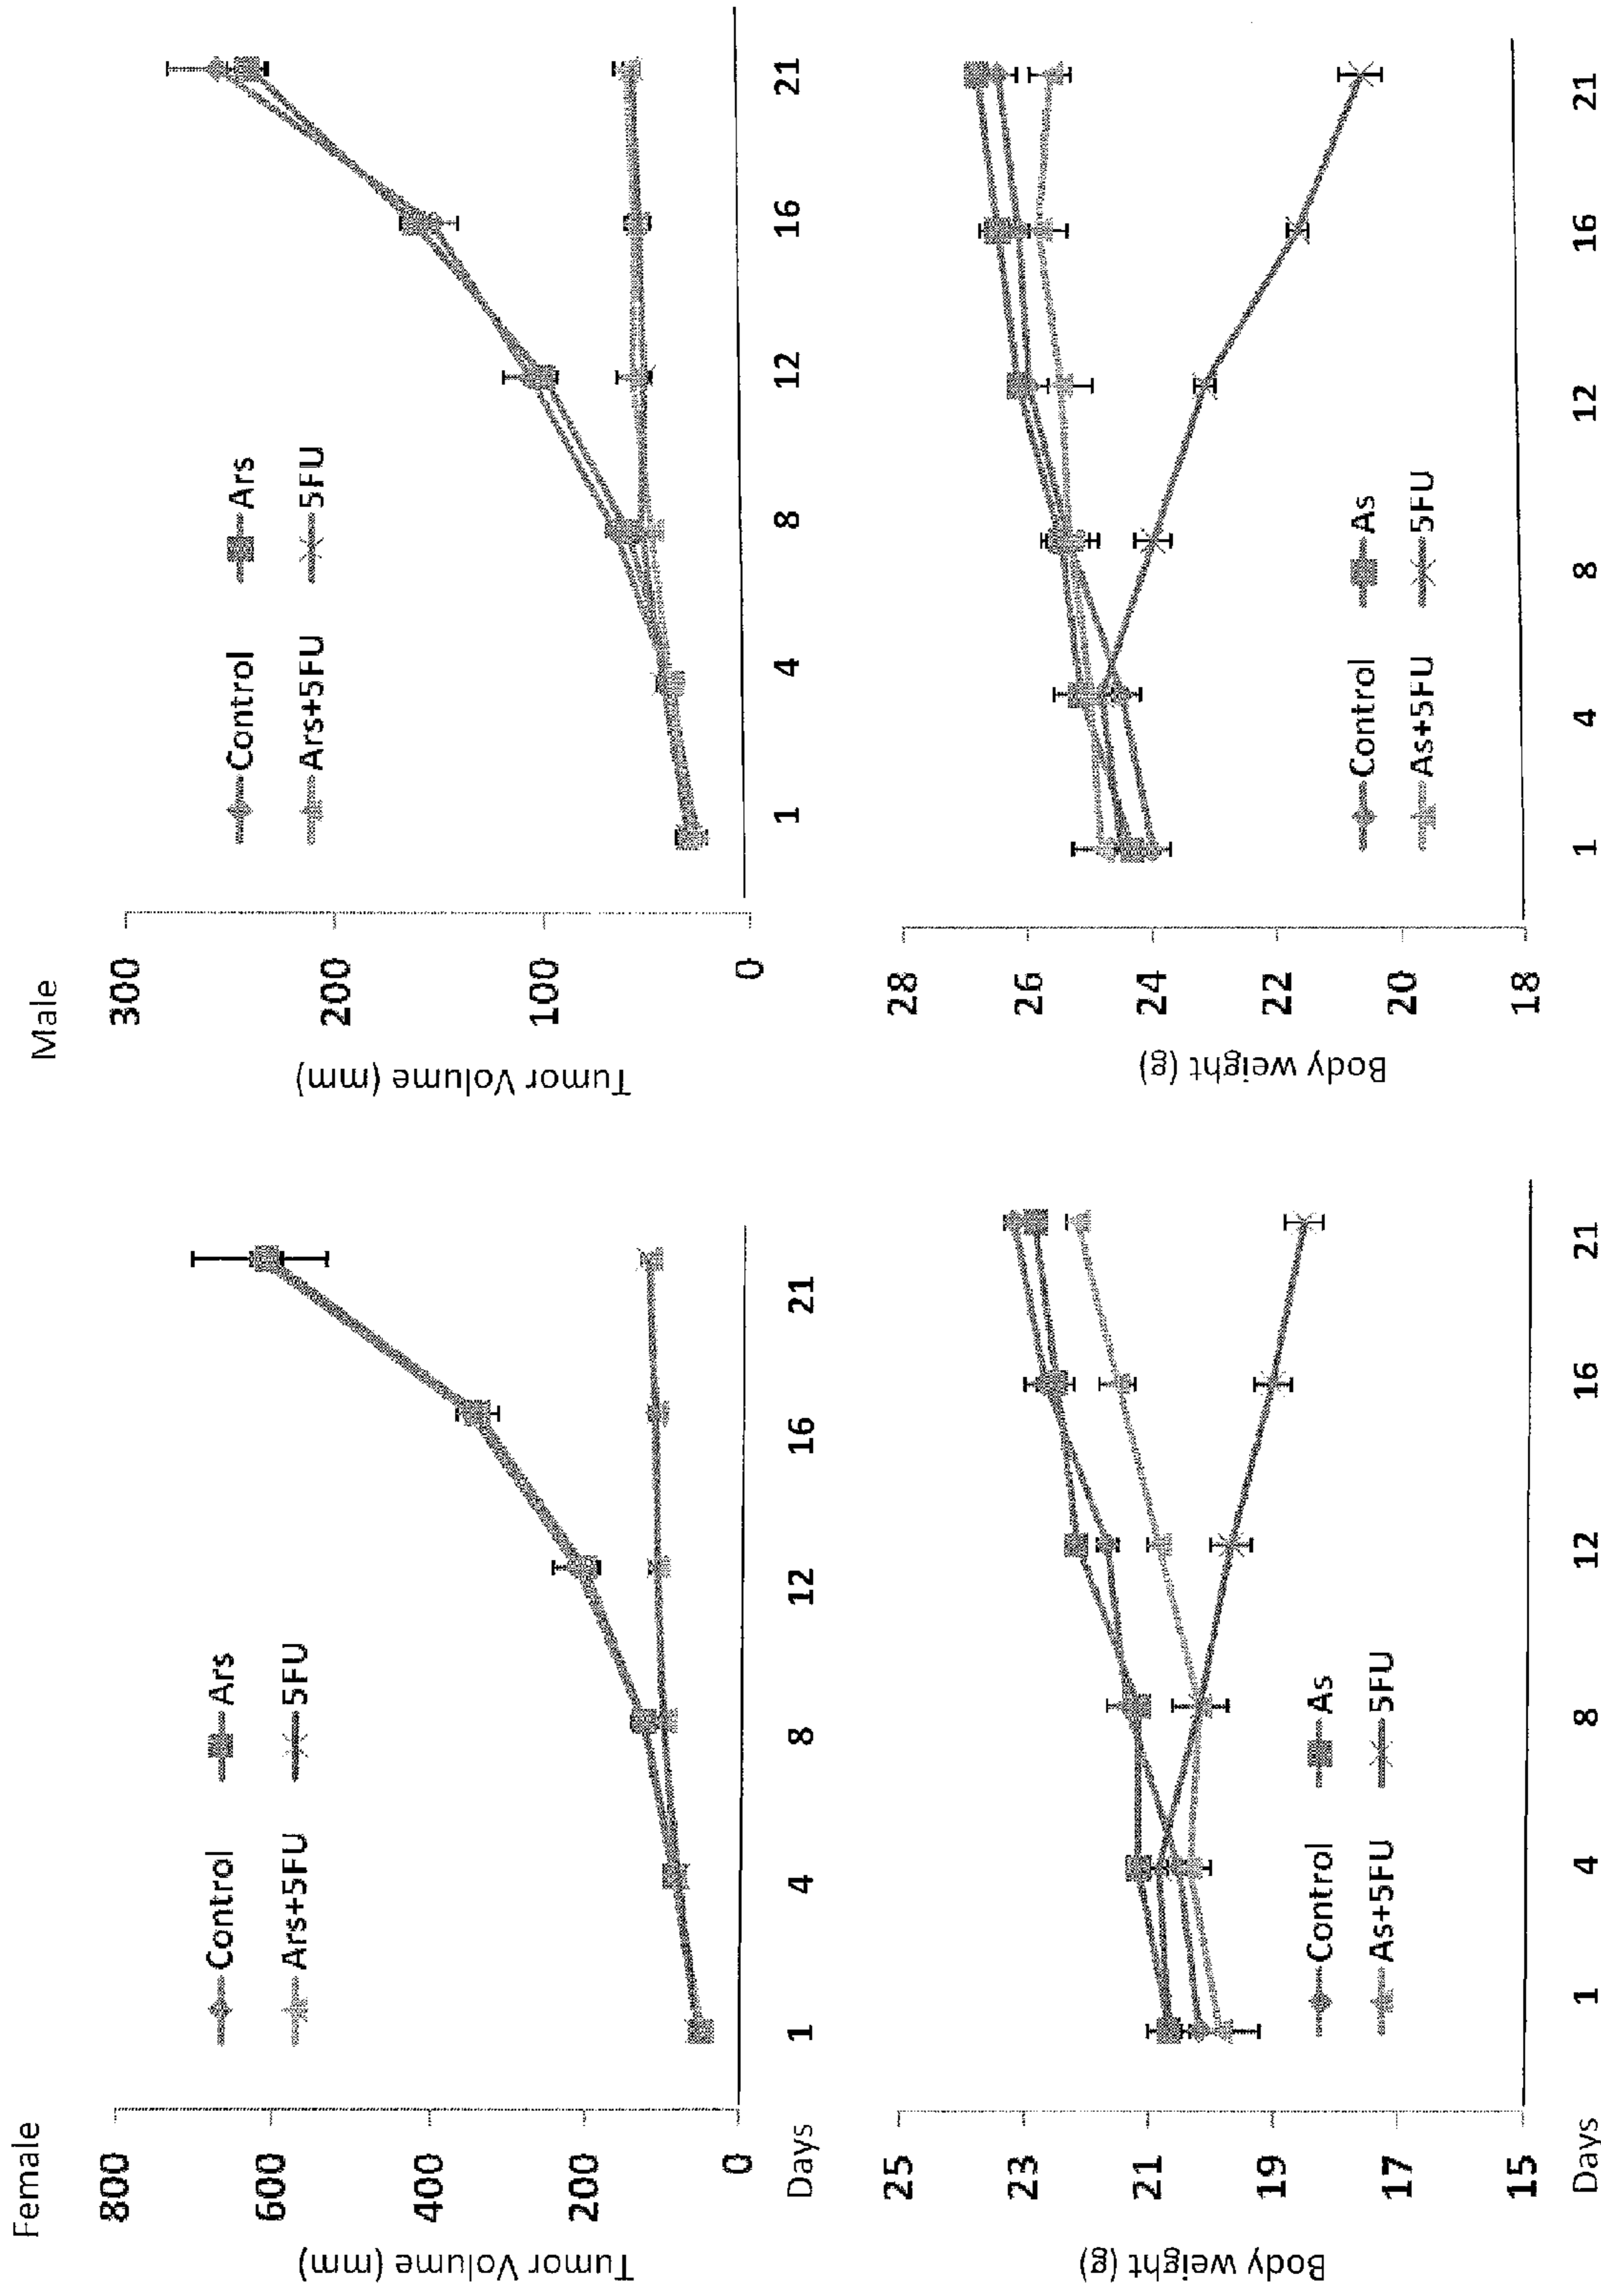 Female
Tumor Volume (mm)
800
600
400
200
0
Control
Ars
Ars+5FU
5FU
Days
1
4
8
12
16
21
Body weight (g)
25
23
21
19
17
15
Control
As
As+5FU
5FU
Days
1
4
8
12
16
21
Male
Tumor Volume (mm)
300
200
100
0
Control
Ars
Ars+5FU
5FU
1
4
8
12
16
21
Body weight (g)
28
26
24
22
20
18
Control
As
As+5FU
5FU
1
4
8
12
16
21